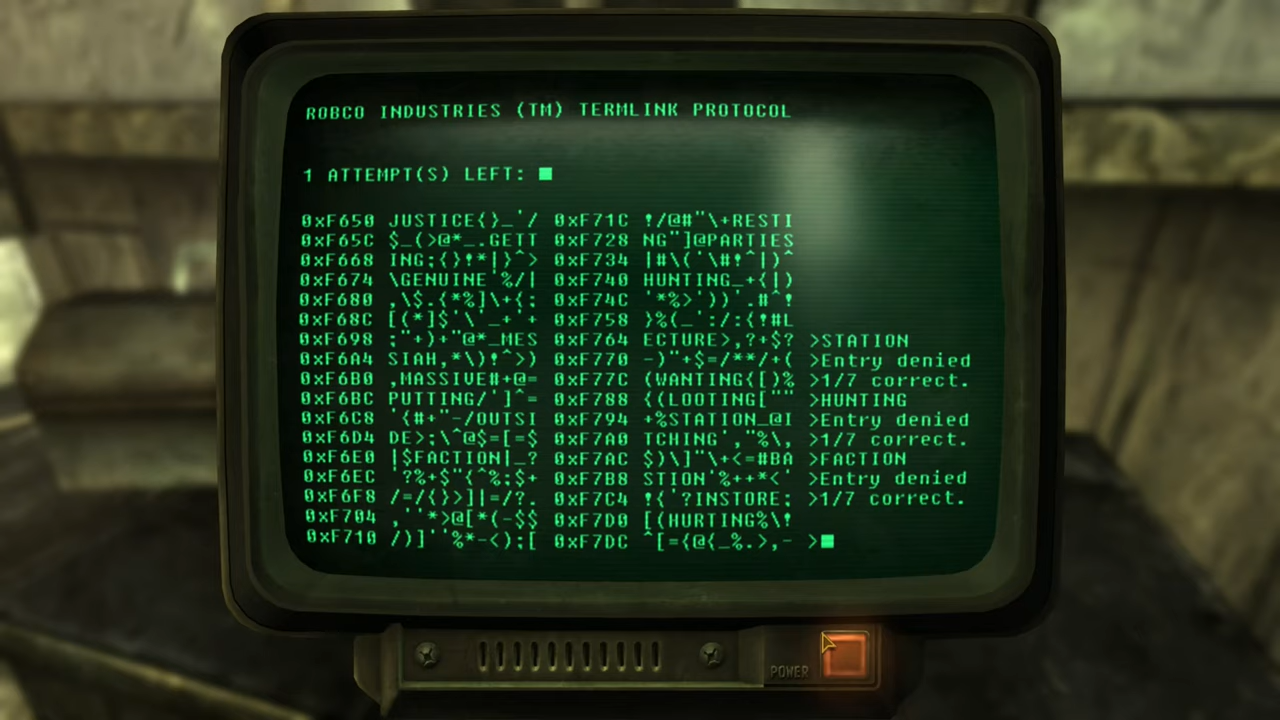 ROBCO INDUSTRIES (TM) TERMLINK PROTOCOL
1 ATTEMPT(S) LEFT:
0xF650 JUSTICE{}_'/ 0xF71C !/@#"\+RESTI
0xF65C $_(>@*_.GETT 0xF728 NG"]@PARTIES
0xF668 ING;{}!*|}^> 0xF734 |#\('\#!^|)^
0xF674 \GENUINE'%/| 0xF740 HUNTING_+{|)
0xF680 ,\$.{*%]\+{; 0xF74C '*%>'))'.#^!
0xF68C [(*]$'\'_+'+ 0xF758 }%(_':/:{!#L
0xF698 :"+)+"@*_MES 0xF764 ECTURE>,?+$? >STATION
0xF6A4 SIAH,*\)!^>) 0xF770 -)"+$=/**/+( >Entry denied
0xF6B0 ,MASSIVE#+@= 0xF77C (WANTING{[)% >1/7 correct.
0xF6BC PUTTING/']^= 0xF788 {(LOOTING["" >HUNTING
0xF6C8 '{#+"-/OUTSI 0xF794 +%STATION_@I >Entry denied
0xF6D4 DE>;\^@$=[=$ 0xF7A0 TCHING',"%\, >1/7 correct.
0xF6E0 |$FACTION|_? 0xF7AC $)\]"\+<=#BA >FACTION
0xF6EC '?%+$"{^%;$+ 0xF7B8 STION'%++*<' >Entry denied
0xF6F8 /=/{}>]|=/?. 0xF7C4 !{'?INSTORE; >1/7 correct.
0xF704 ,''*>@[*(-$$ 0xF7D0 [(HURTING%\!
0xF710 /)]''%*-<):[ 0xF7DC ^[={@{_%.>,- >
POWER